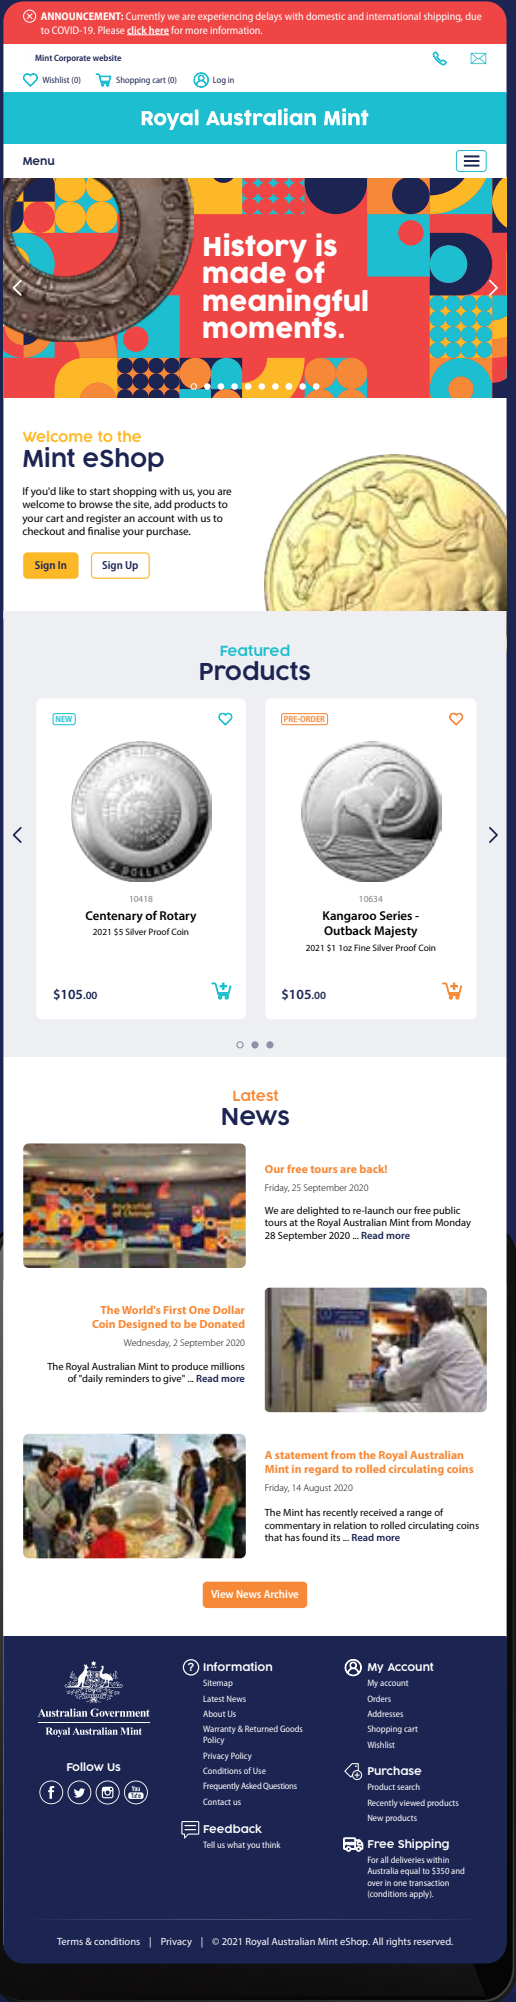 ANNOUNCEMENT: Currently we are experiencing delays with domestic and international shipping, due
to COVID-19. Please click here for more information.
Mint Corporate website
Wishlist (0) Shopping cart (0) Log in
Royal Australian Mint
Menu
History is
made of
meaningful
moments.
Welcome to the
Mint eShop
If you'd like to start shopping with us, you are
welcome to browse the site, add products to
your cart and register an account with us to
checkout and finalise your purchase.
Sign In Sign Up
Featured
Products
NEW
5 DOLLARS
10418
Centenary of Rotary
2021 $5 Silver Proof Coin
$105.00
PRE-ORDER
10634
Kangaroo Series -
Outback Majesty
2021 $1 1oz Fine Silver Proof Coin
$105.00
Latest
News
Our free tours are back!
Friday, 25 September 2020
We are delighted to re-launch our free public
tours at the Royal Australian Mint from Monday
28 September 2020 ... Read more
The World's First One Dollar
Coin Designed to be Donated
Wednesday, 2 September 2020
The Royal Australian Mint to produce millions
of "daily reminders to give" ... Read more
A statement from the Royal Australian
Mint in regard to rolled circulating coins
Friday, 14 August 2020
The Mint has recently received a range of
commentary in relation to rolled circulating coins
that has found its ... Read more
View News Archive
Australian Government
Royal Australian Mint
Follow Us
You
Tube
Information
Sitemap
Latest News
About Us
Warranty & Returned Goods
Policy
Privacy Policy
Conditions of Use
Frequently Asked Questions
Contact us
Feedback
Tell us what you think
My Account
My account
Orders
Addresses
Shopping cart
Wishlist
Purchase
Product search
Recently viewed products
New products
Free Shipping
For all deliveries within
Australia equal to $350 and
over in one transaction
(conditions apply).
Terms & conditions | Privacy | © 2021 Royal Australian Mint eShop. All rights reserved.